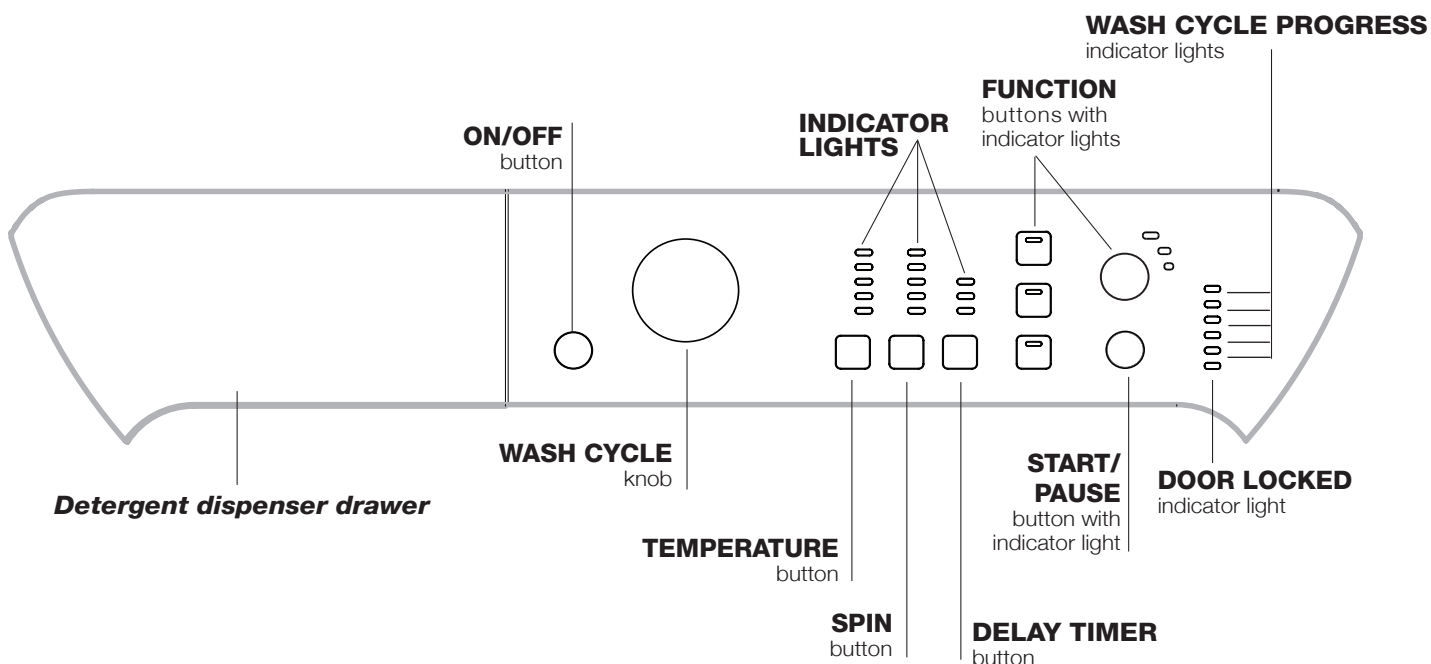 WASH CYCLE PROGRESS
indicator lights
FUNCTION
buttons with
indicator lights
INDICATOR
LIGHTS
ON/OFF
button
WASH CYCLE
knob
Detergent dispenser drawer
START/
PAUSE
button with
indicator light
DOOR LOCKED
indicator light
TEMPERATURE
button
SPIN
button
DELAY TIMER
button